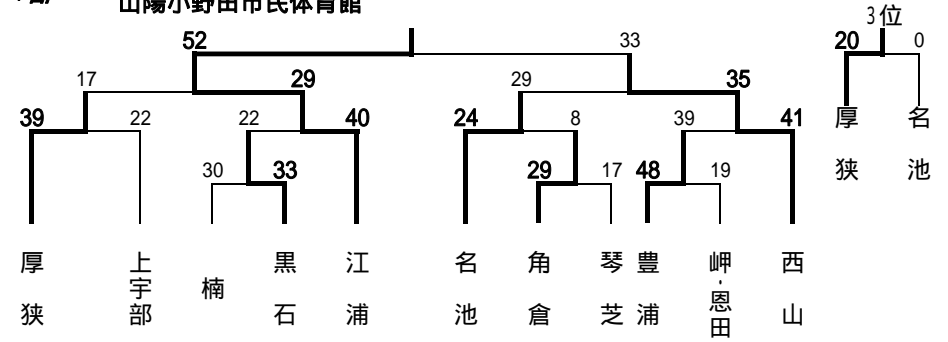 山陽小野田市民体育館
3位
52 33 20 0
17 29 29 35
39 22 22 40 24 8 39 41
30 33 29 17 48 19
厚狭 名池
厚狭 上宇部 楠 黒石 江浦 名池 角倉 琴芝 豊浦 岬・恩田 西山